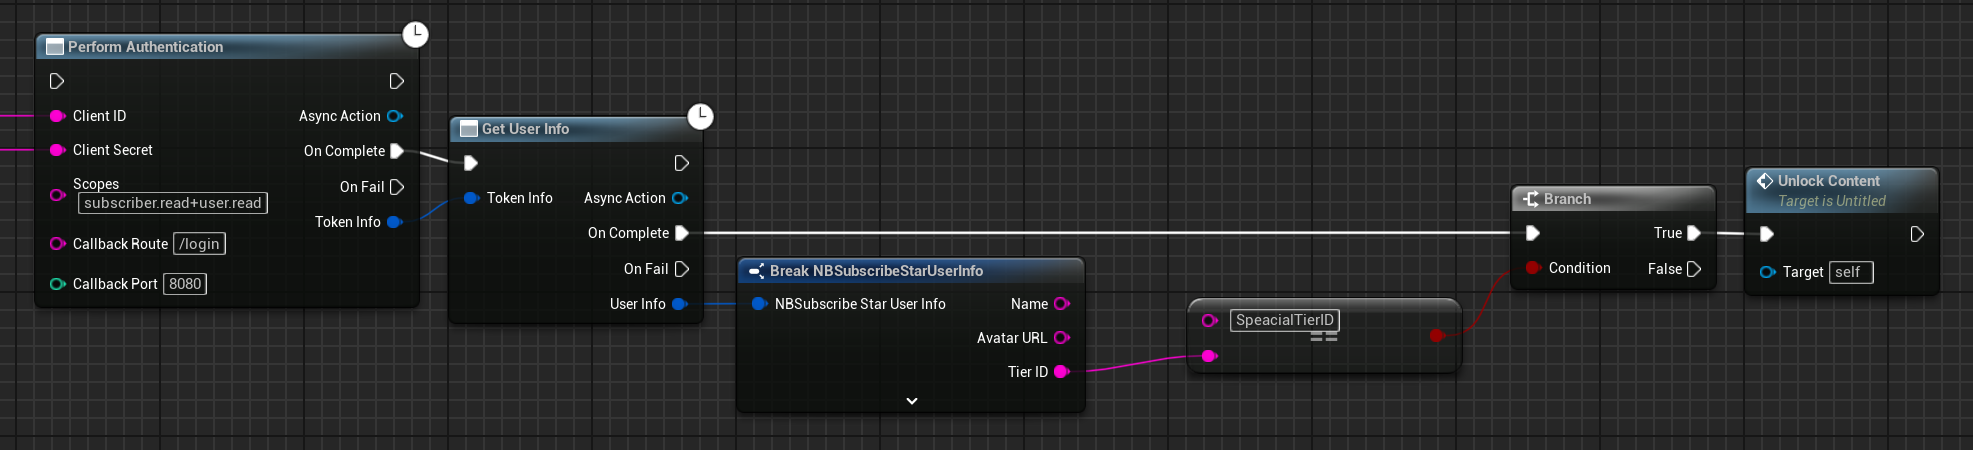 Perform Authentication
Client ID
Async Action
Client Secret
On Complete
Scopes
subscriber.read+user.read
On Fail
Token Info
Callback Route /login
Callback Port 8080
Get User Info
Token Info
Async Action
On Complete
On Fail
User Info
Break NBSubscribeStarUserInfo
NBSubscribe Star User Info
Name
Avatar URL
Tier ID
SpeacialTierID
==
Branch
True
Condition
False
Unlock Content
Target is Untitled
Target self